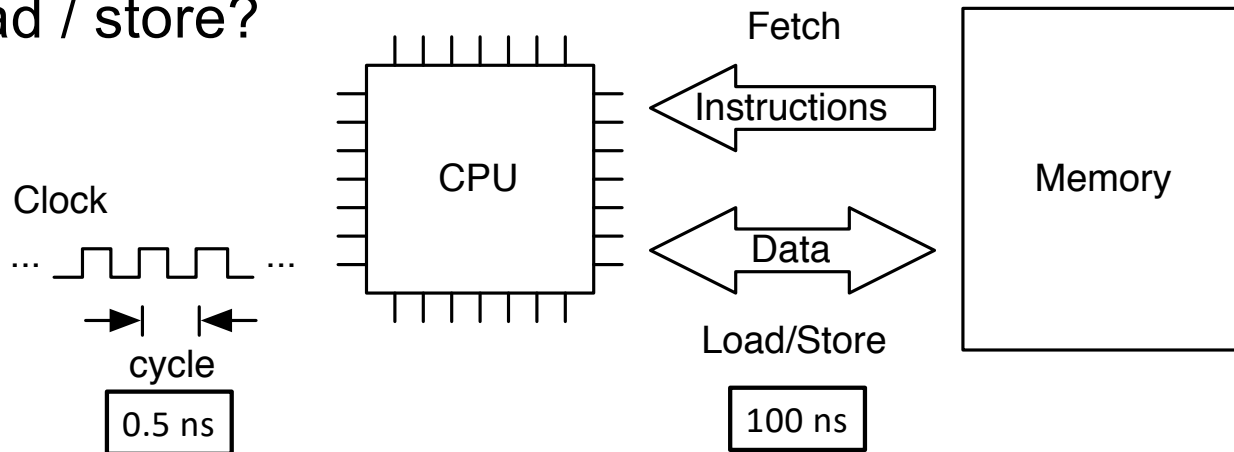 ad / store?
Fetch
Instructions
CPU
Memory
Clock
Data
... ...
Load/Store
cycle
0.5 ns
100 ns